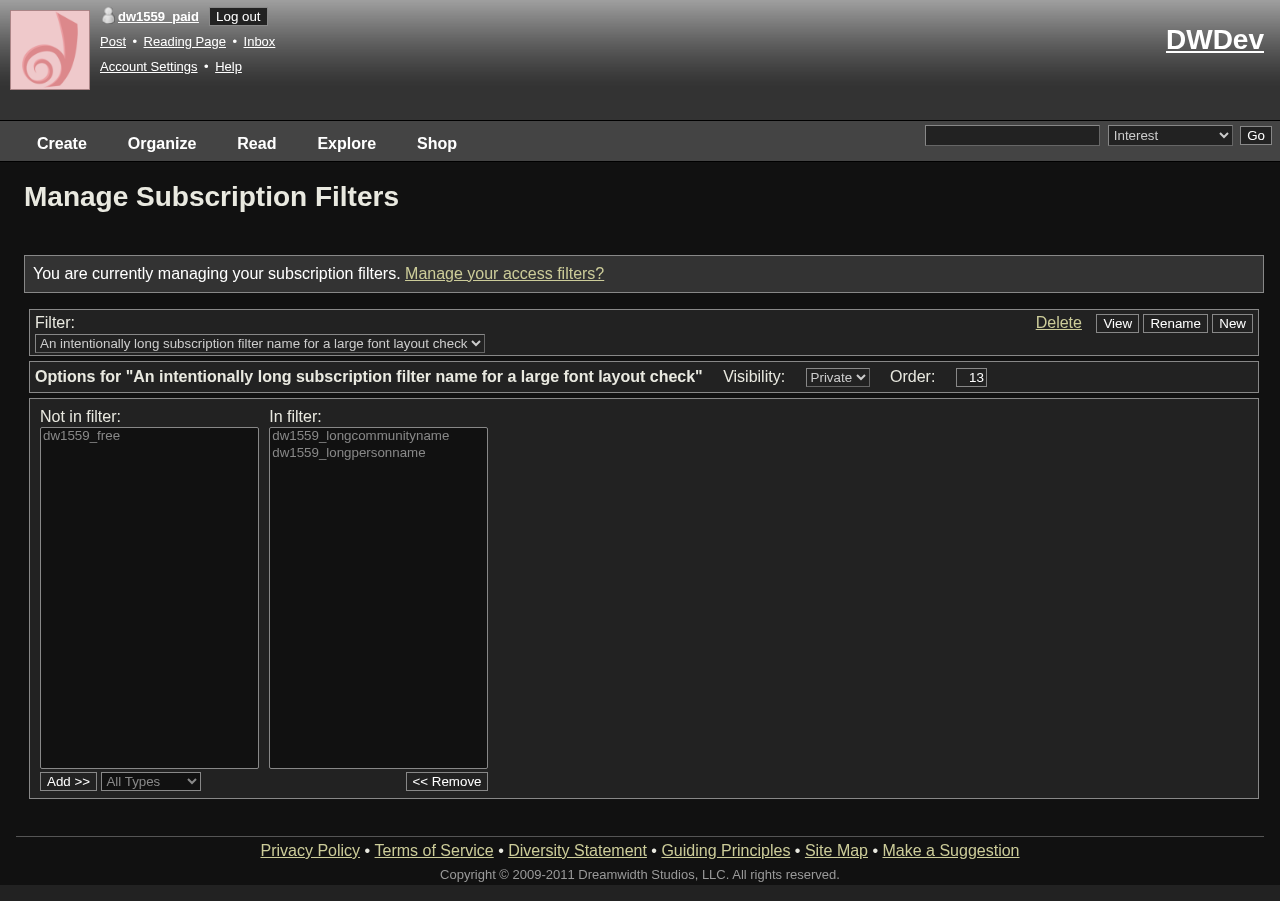 dw1559_paid Log out
Post • Reading Page • Inbox
Account Settings • Help
DWDev
Create Organize Read Explore Shop
Interest Go
Manage Subscription Filters
You are currently managing your subscription filters. Manage your access filters?
Filter:
Delete View Rename New
An intentionally long subscription filter name for a large font layout check
Options for "An intentionally long subscription filter name for a large font layout check" Visibility: Private Order: 13
Not in filter: In filter:
dw1559_free dw1559_longcommunityname
dw1559_longpersonname
Add >> All Types << Remove
Privacy Policy • Terms of Service • Diversity Statement • Guiding Principles • Site Map • Make a Suggestion
Copyright © 2009-2011 Dreamwidth Studios, LLC. All rights reserved.